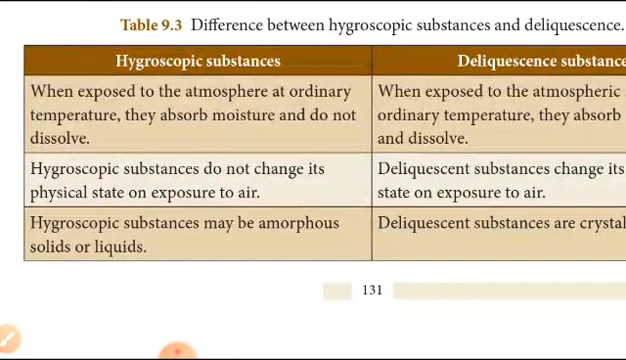 Table 9.3 Difference between hygroscopic substances and deliquescence.
Hygroscopic substances
Deliquescence substance
When exposed to the atmosphere at ordinary
temperature, they absorb moisture and do not
dissolve.
When exposed to the atmospheric
ordinary temperature, they absorb
and dissolve.
Hygroscopic substances do not change its
physical state on exposure to air.
Deliquescent substances change its
state on exposure to air.
Hygroscopic substances may be amorphous
solids or liquids.
Deliquescent substances are crystal
131